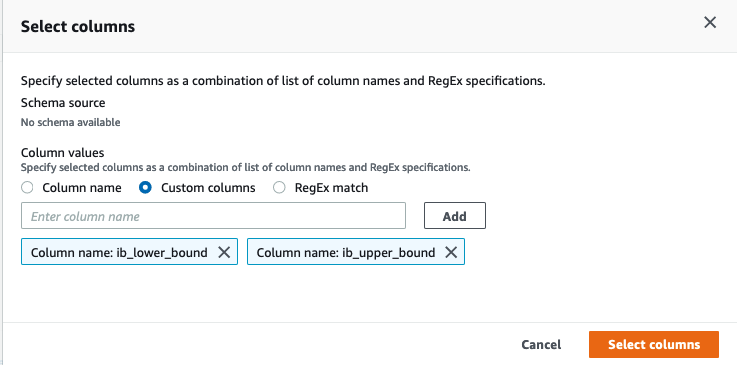 Select columns
Specify selected columns as a combination of list of column names and RegEx specifications.
Schema source
No schema available
Column values
Specify selected columns as a combination of list of column names and RegEx specifications.
Column name Custom columns RegEx match
Enter column name Add
Column name: ib_lower_bound Column name: ib_upper_bound
Cancel Select columns